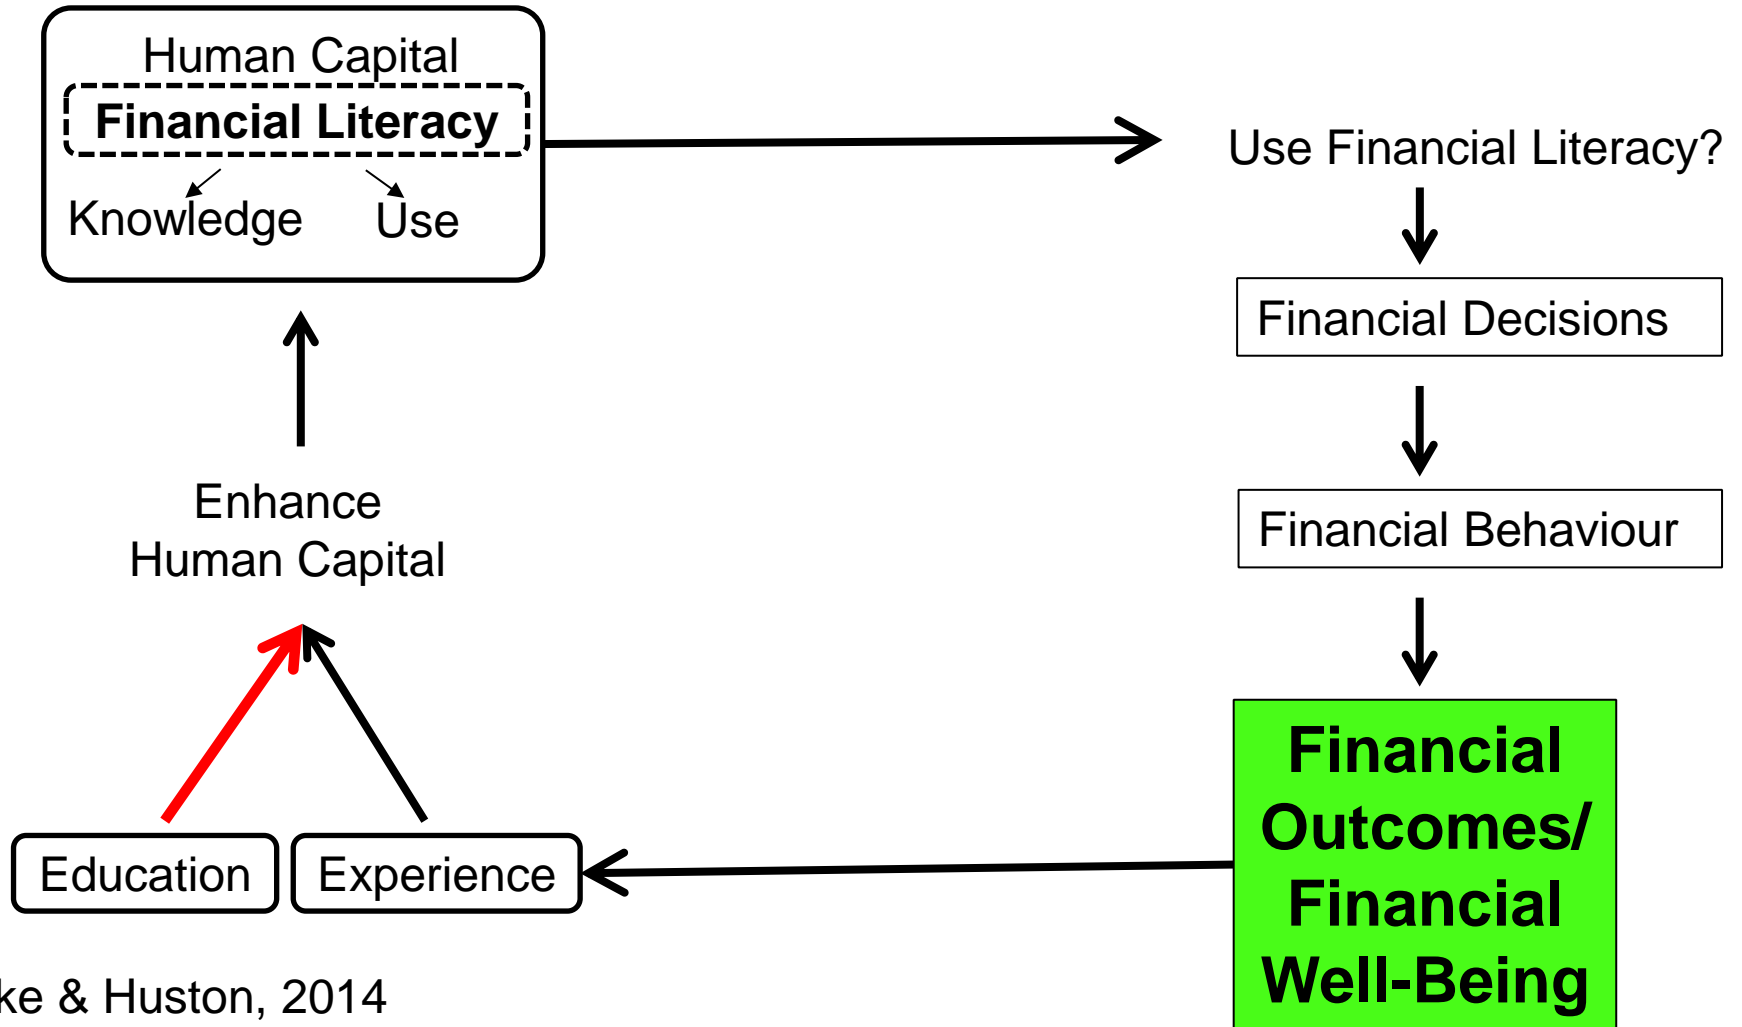 Human Capital
Financial Literacy
Knowledge Use
Use Financial Literacy?
Financial Decisions
Financial Behaviour
Enhance
Human Capital
Education
Experience
Financial
Outcomes/
Financial
Well-Being
& Huston, 2014